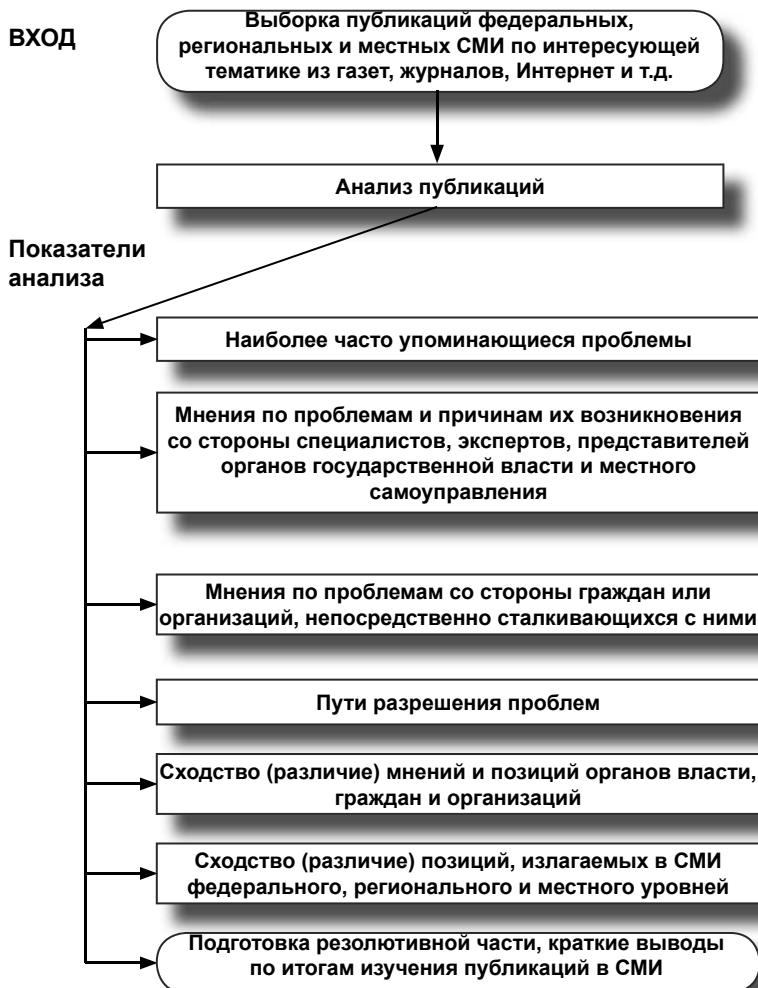 ВХОД
Выборка публикаций федеральных,
региональных и местных СМИ по интересующей
тематике из газет, журналов, Интернет и т.д.
Анализ публикаций
Показатели
анализа
Наиболее часто упоминающиеся проблемы
Мнения по проблемам и причинам их возникновения
со стороны специалистов, экспертов, представителей
органов государственной власти и местного
самоуправления
Мнения по проблемам со стороны граждан или
организаций, непосредственно сталкивающихся с ними
Пути разрешения проблем
Сходство (различие) мнений и позиций органов власти,
граждан и организаций
Сходство (различие) позиций, излагаемых в СМИ
федерального, регионального и местного уровней
Подготовка резолютивной части, краткие выводы
по итогам изучения публикаций в СМИ